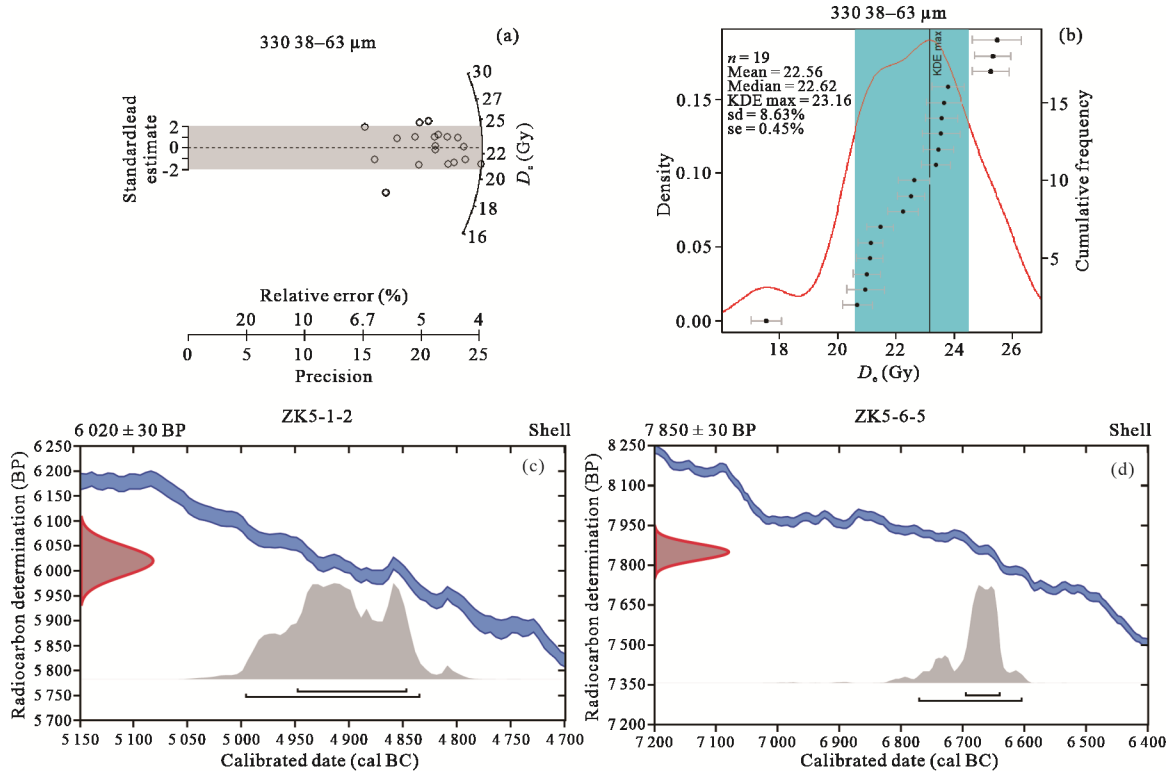 330 38–63 μm
(a)
30
27
25
22
20
18
16
Dₑ (Gy)
Standardlead
estimate
2
1
0
-2
Relative error (%)
20 10 6.7 5 4
0 5 10 15 20 25
Precision
330 38–63 μm
(b)
n = 19
Mean = 22.56
Median = 22.62
KDE max = 23.16
sd = 8.63%
se = 0.45%
KDE max
Density
0.15
0.10
0.05
0.00
Cumulative frequency
15
10
5
18 20 22 24 26
Dₑ (Gy)
ZK5-1-2
6 020 ± 30 BP
Shell
(c)
Radiocarbon determination (BP)
6 250
6 200
6 150
6 100
6 050
6 000
5 950
5 900
5 850
5 800
5 750
5 700
5 150 5 100 5 050 5 000 4 950 4 900 4 850 4 800 4 750 4 700
Calibrated date (cal BC)
ZK5-6-5
7 850 ± 30 BP
Shell
(d)
Radiocarbon determination (BP)
8 250
8 100
7 950
7 800
7 650
7 500
7 350
7 200
7 200 7 100 7 000 6 900 6 800 6 700 6 600 6 500 6 400
Calibrated date (cal BC)